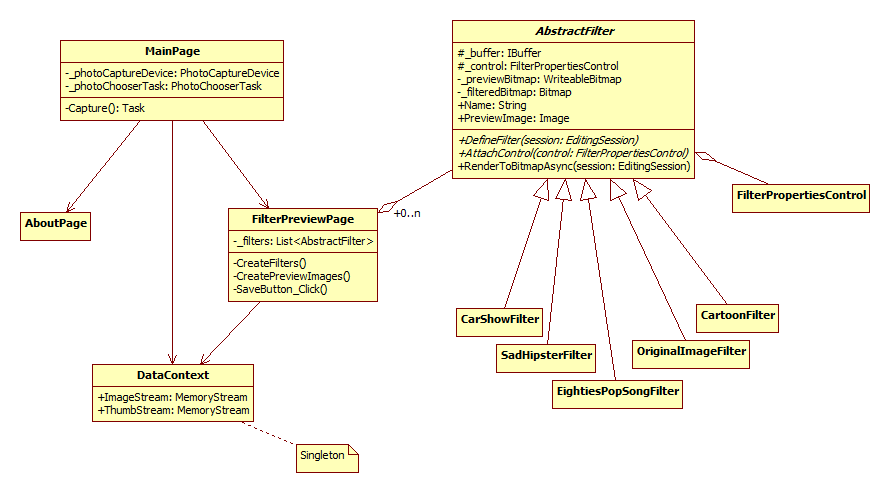 MainPage
-_photoCaptureDevice: PhotoCaptureDevice
-_photoChooserTask: PhotoChooserTask
-Capture(): Task
AbstractFilter
#_buffer: IBuffer
#_control: FilterPropertiesControl
-_previewBitmap: WriteableBitmap
-_filteredBitmap: Bitmap
+Name: String
+PreviewImage: Image
+DefineFilter(session: EditingSession)
+AttachControl(control: FilterPropertiesControl)
+RenderToBitmapAsync(session: EditingSession)
FilterPropertiesControl
AboutPage
FilterPreviewPage
-_filters: List<AbstractFilter>
-CreateFilters()
-CreatePreviewImages()
-SaveButton_Click()
+0..n
CarShowFilter
CartoonFilter
SadHipsterFilter
OriginalImageFilter
EightiesPopSongFilter
DataContext
+ImageStream: MemoryStream
+ThumbStream: MemoryStream
Singleton